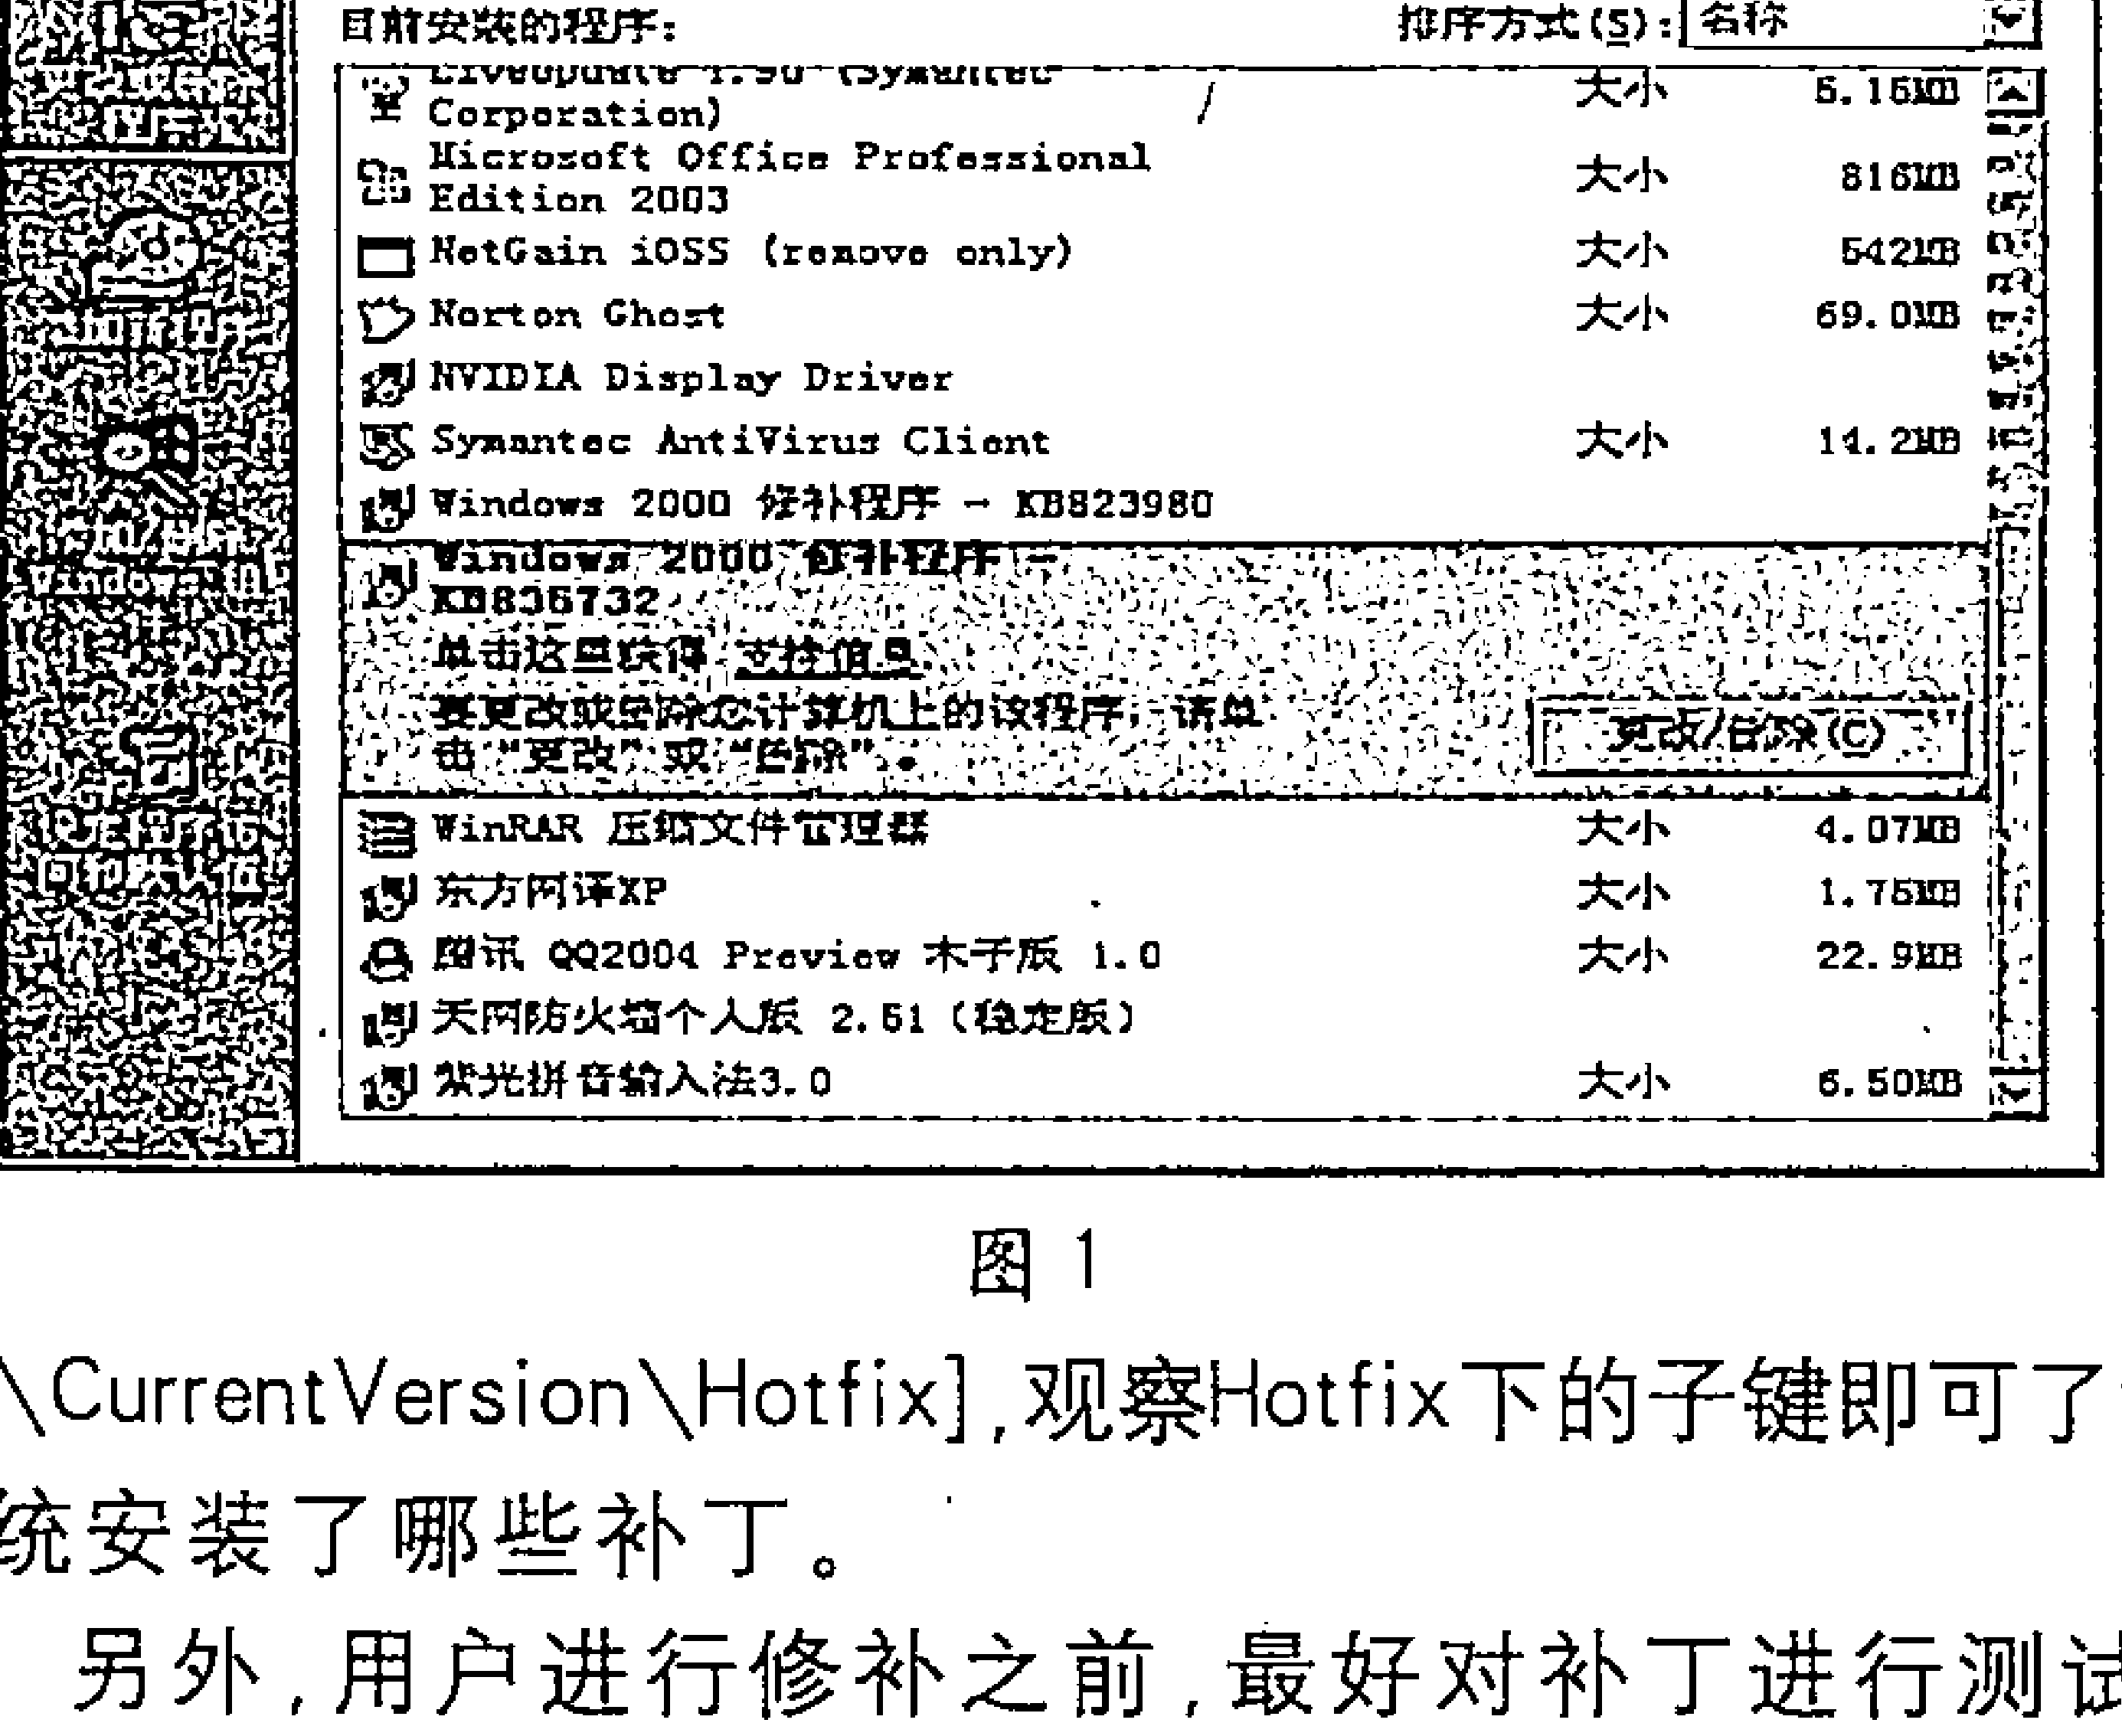 目前安装的程序:
排序方式(S): 名称
LiveUpdate 1.90 (Symantec
Corporation) 大小 5.15MB
Microsoft Office Professional
Edition 2003 大小 816MB
NetGain iOSS (remove only) 大小 542MB
Norton Ghost 大小 69.0MB
NVIDIA Display Driver
Symantec AntiVirus Client 大小 14.2MB
Windows 2000 修补程序 - KB823980
Windows 2000 修补程序 -
KB835732
单击这里获得 支持信息
要更改或删除您计算机上的该程序,请单
击“更改”或“删除”。
更改/删除(C)
WinRAR 压缩文件管理器 大小 4.07MB
东方网译XP 大小 1.75MB
腾讯 QQ2004 Preview 木子版 1.0 大小 22.9MB
天网防火墙个人版 2.51(稳定版)
紫光拼音输入法3.0 大小 6.50MB
图 1
\CurrentVersion\Hotfix],观察Hotfix下的子键即可了
统安装了哪些补丁。
另外,用户进行修补之前,最好对补丁进行测试